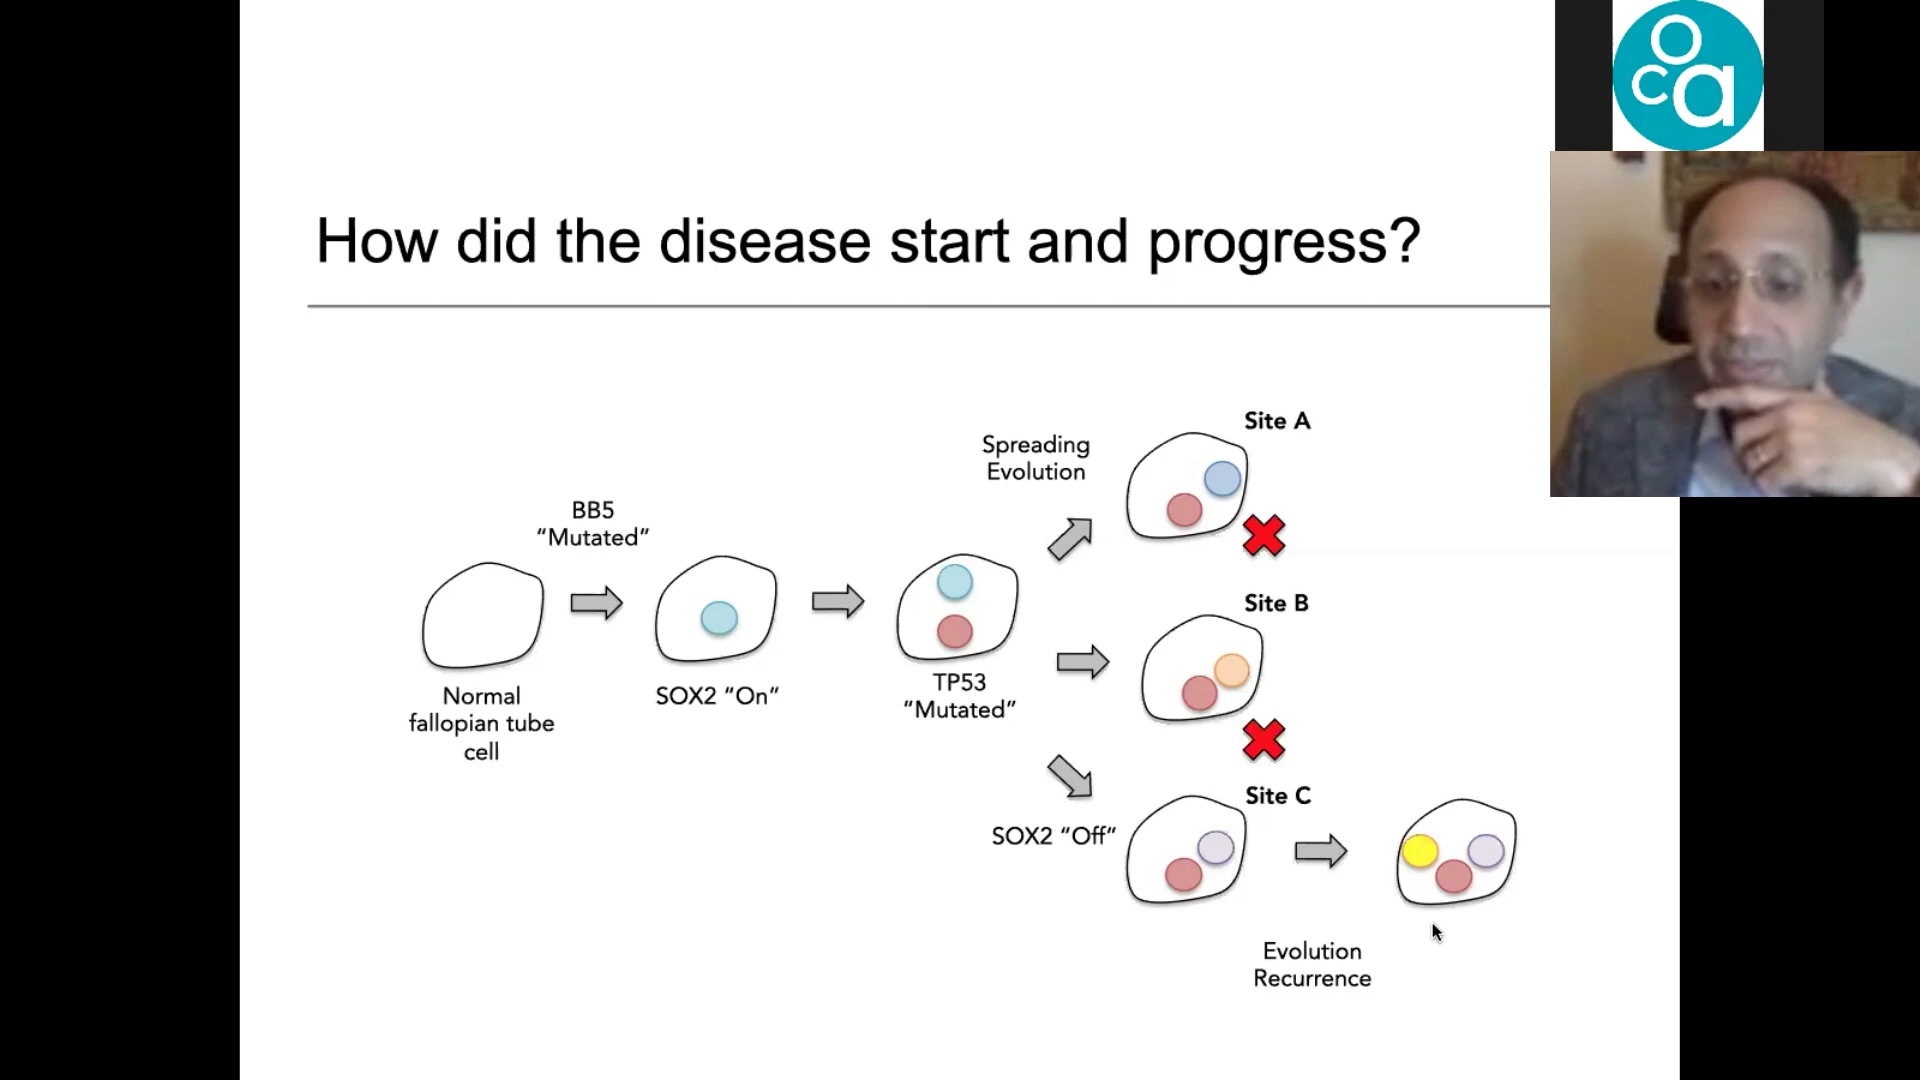 oca
How did the disease start and progress?
Site A
Spreading
Evolution
BB5
“Mutated”
Site B
Normal
fallopian tube
cell
SOX2 “On”
TP53
“Mutated”
Site C
SOX2 “Off”
Evolution
Recurrence